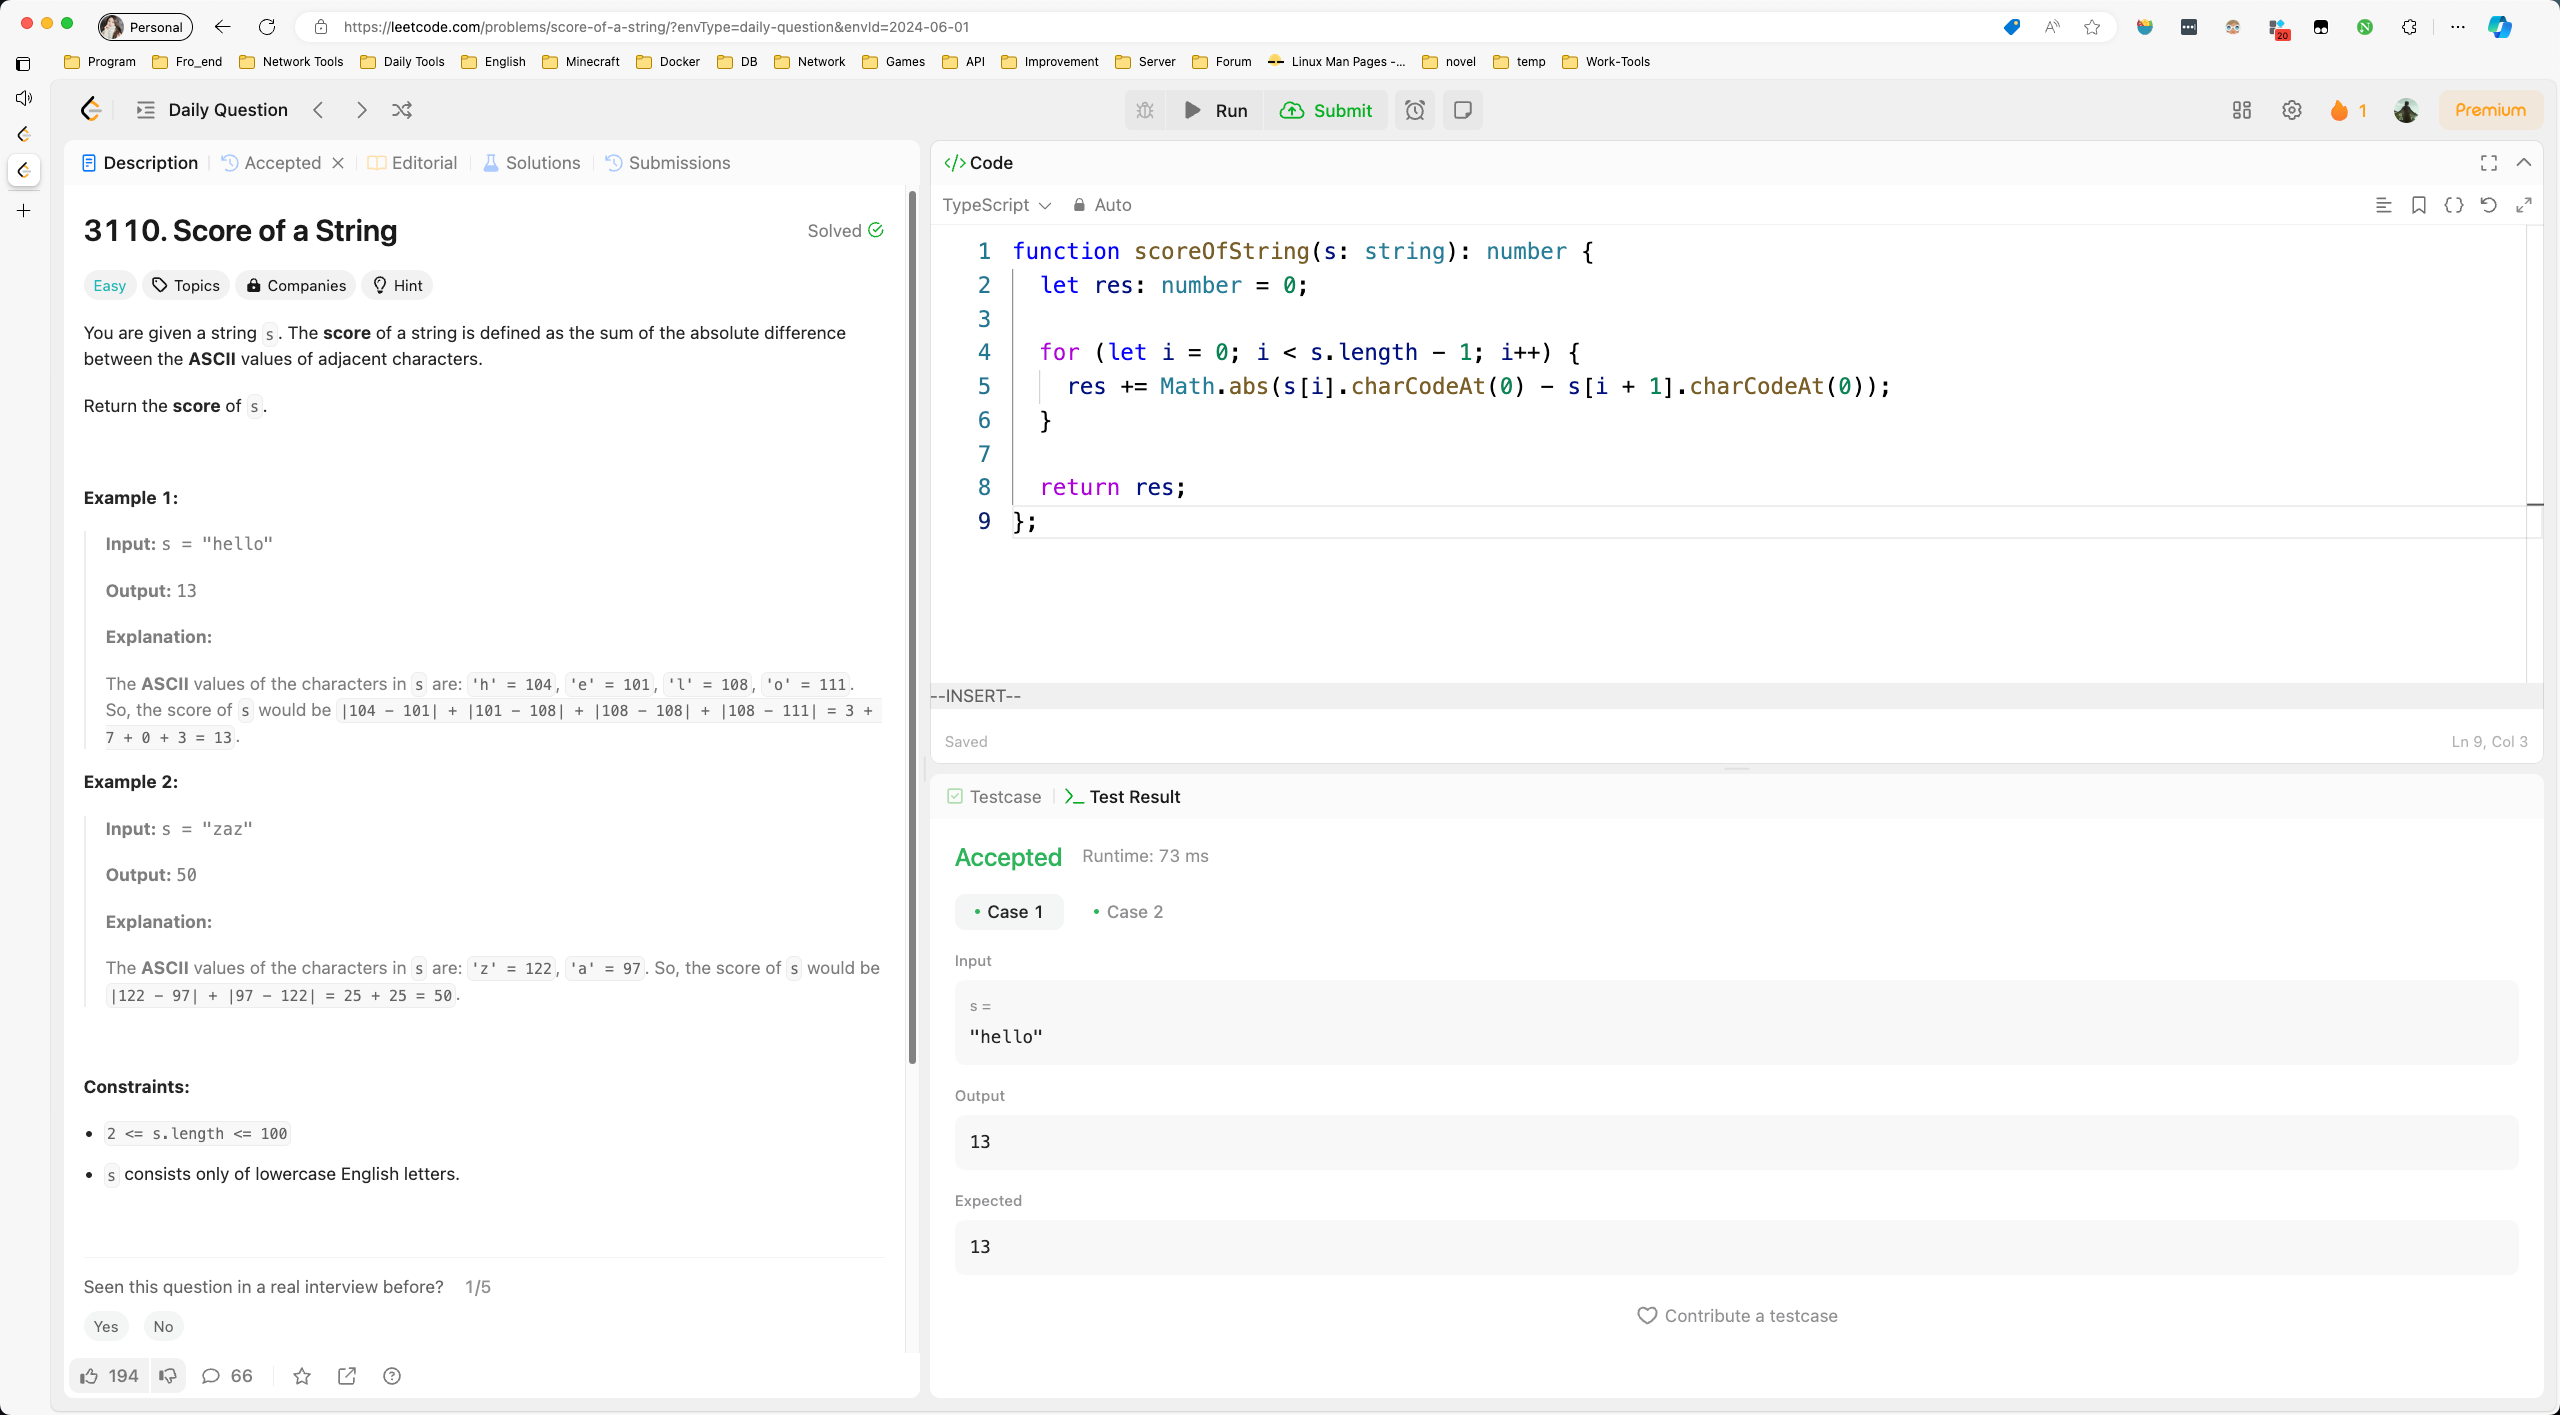 Personal
https://leetcode.com/problems/score-of-a-string/?envType=daily-question&envId=2024-06-01
20
Program Fro_end Network Tools Daily Tools English Minecraft Docker DB Network Games API Improvement Server Forum Linux Man Pages -... novel temp Work-Tools
Daily Question Run Submit 1 Premium
Description Accepted Editorial Solutions Submissions
3110. Score of a String
Solved
Easy Topics Companies Hint
You are given a string s. The score of a string is defined as the sum of the absolute difference
between the ASCII values of adjacent characters.
Return the score of s.
Example 1:
Input: s = "hello"
Output: 13
Explanation:
The ASCII values of the characters in s are: 'h' = 104, 'e' = 101, 'l' = 108, 'o' = 111.
So, the score of s would be |104 - 101| + |101 - 108| + |108 - 108| + |108 - 111| = 3 +
7 + 0 + 3 = 13.
Example 2:
Input: s = "zaz"
Output: 50
Explanation:
The ASCII values of the characters in s are: 'z' = 122, 'a' = 97. So, the score of s would be
|122 - 97| + |97 - 122| = 25 + 25 = 50.
Constraints:
• 2 <= s.length <= 100
• s consists only of lowercase English letters.
Seen this question in a real interview before? 1/5
Yes No
194 66
</> Code
TypeScript Auto
1 function scoreOfString(s: string): number {
2 let res: number = 0;
3
4 for (let i = 0; i < s.length - 1; i++) {
5 res += Math.abs(s[i].charCodeAt(0) - s[i + 1].charCodeAt(0));
6 }
7
8 return res;
9 };
--INSERT--
Saved Ln 9, Col 3
Testcase Test Result
Accepted Runtime: 73 ms
• Case 1 • Case 2
Input
s =
"hello"
Output
13
Expected
13
Contribute a testcase